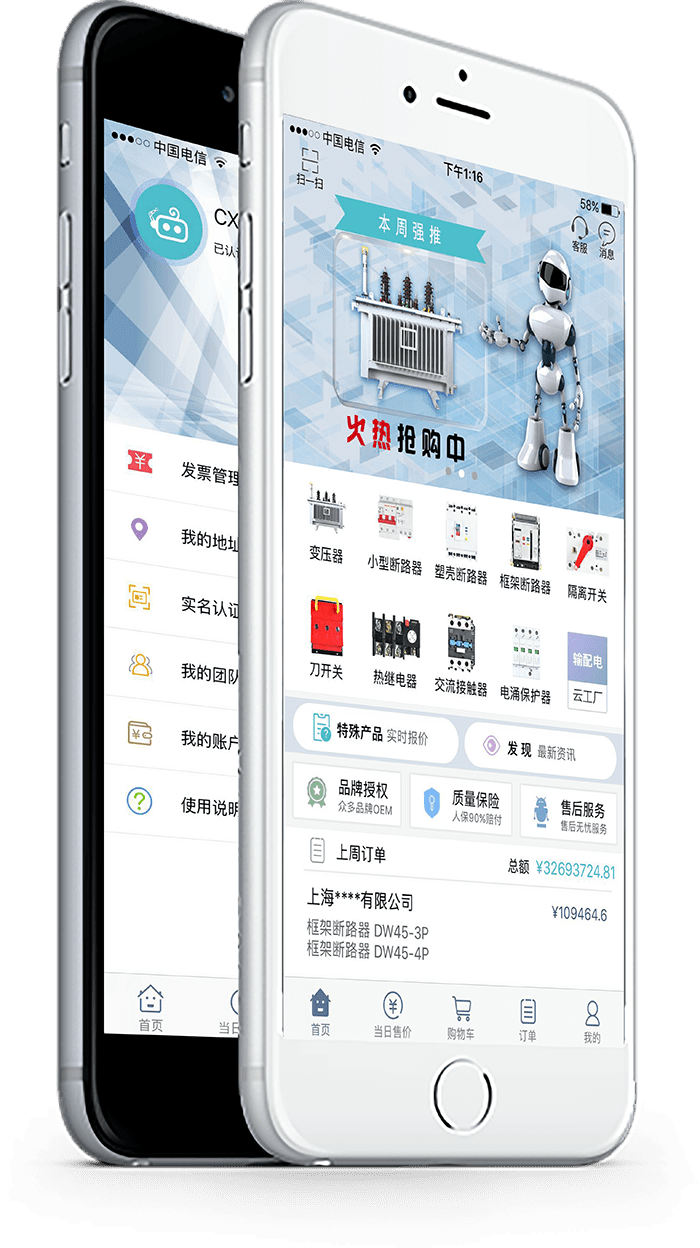 中国电信
CX
已认
发票管理
我的地址
实名认证
我的团队
我的账户
使用说明
首页
当日
中国电信
下午1:16
58%
扫一扫
客服
消息
本周强推
火热抢购中
变压器
小型断路器
塑壳断路器
框架断路器
隔离开关
刀开关
热继电器
交流接触器
电涌保护器
输配电
云工厂
特殊产品 实时报价
发现 最新资讯
品牌授权
众多品牌OEM
质量保险
人保90%赔付
售后服务
售后无忧服务
上周订单
总额 ¥32693724.81
上海****有限公司
¥109464.6
框架断路器 DW45-3P
框架断路器 DW45-4P
首页
当日售价
购物车
订单
我的